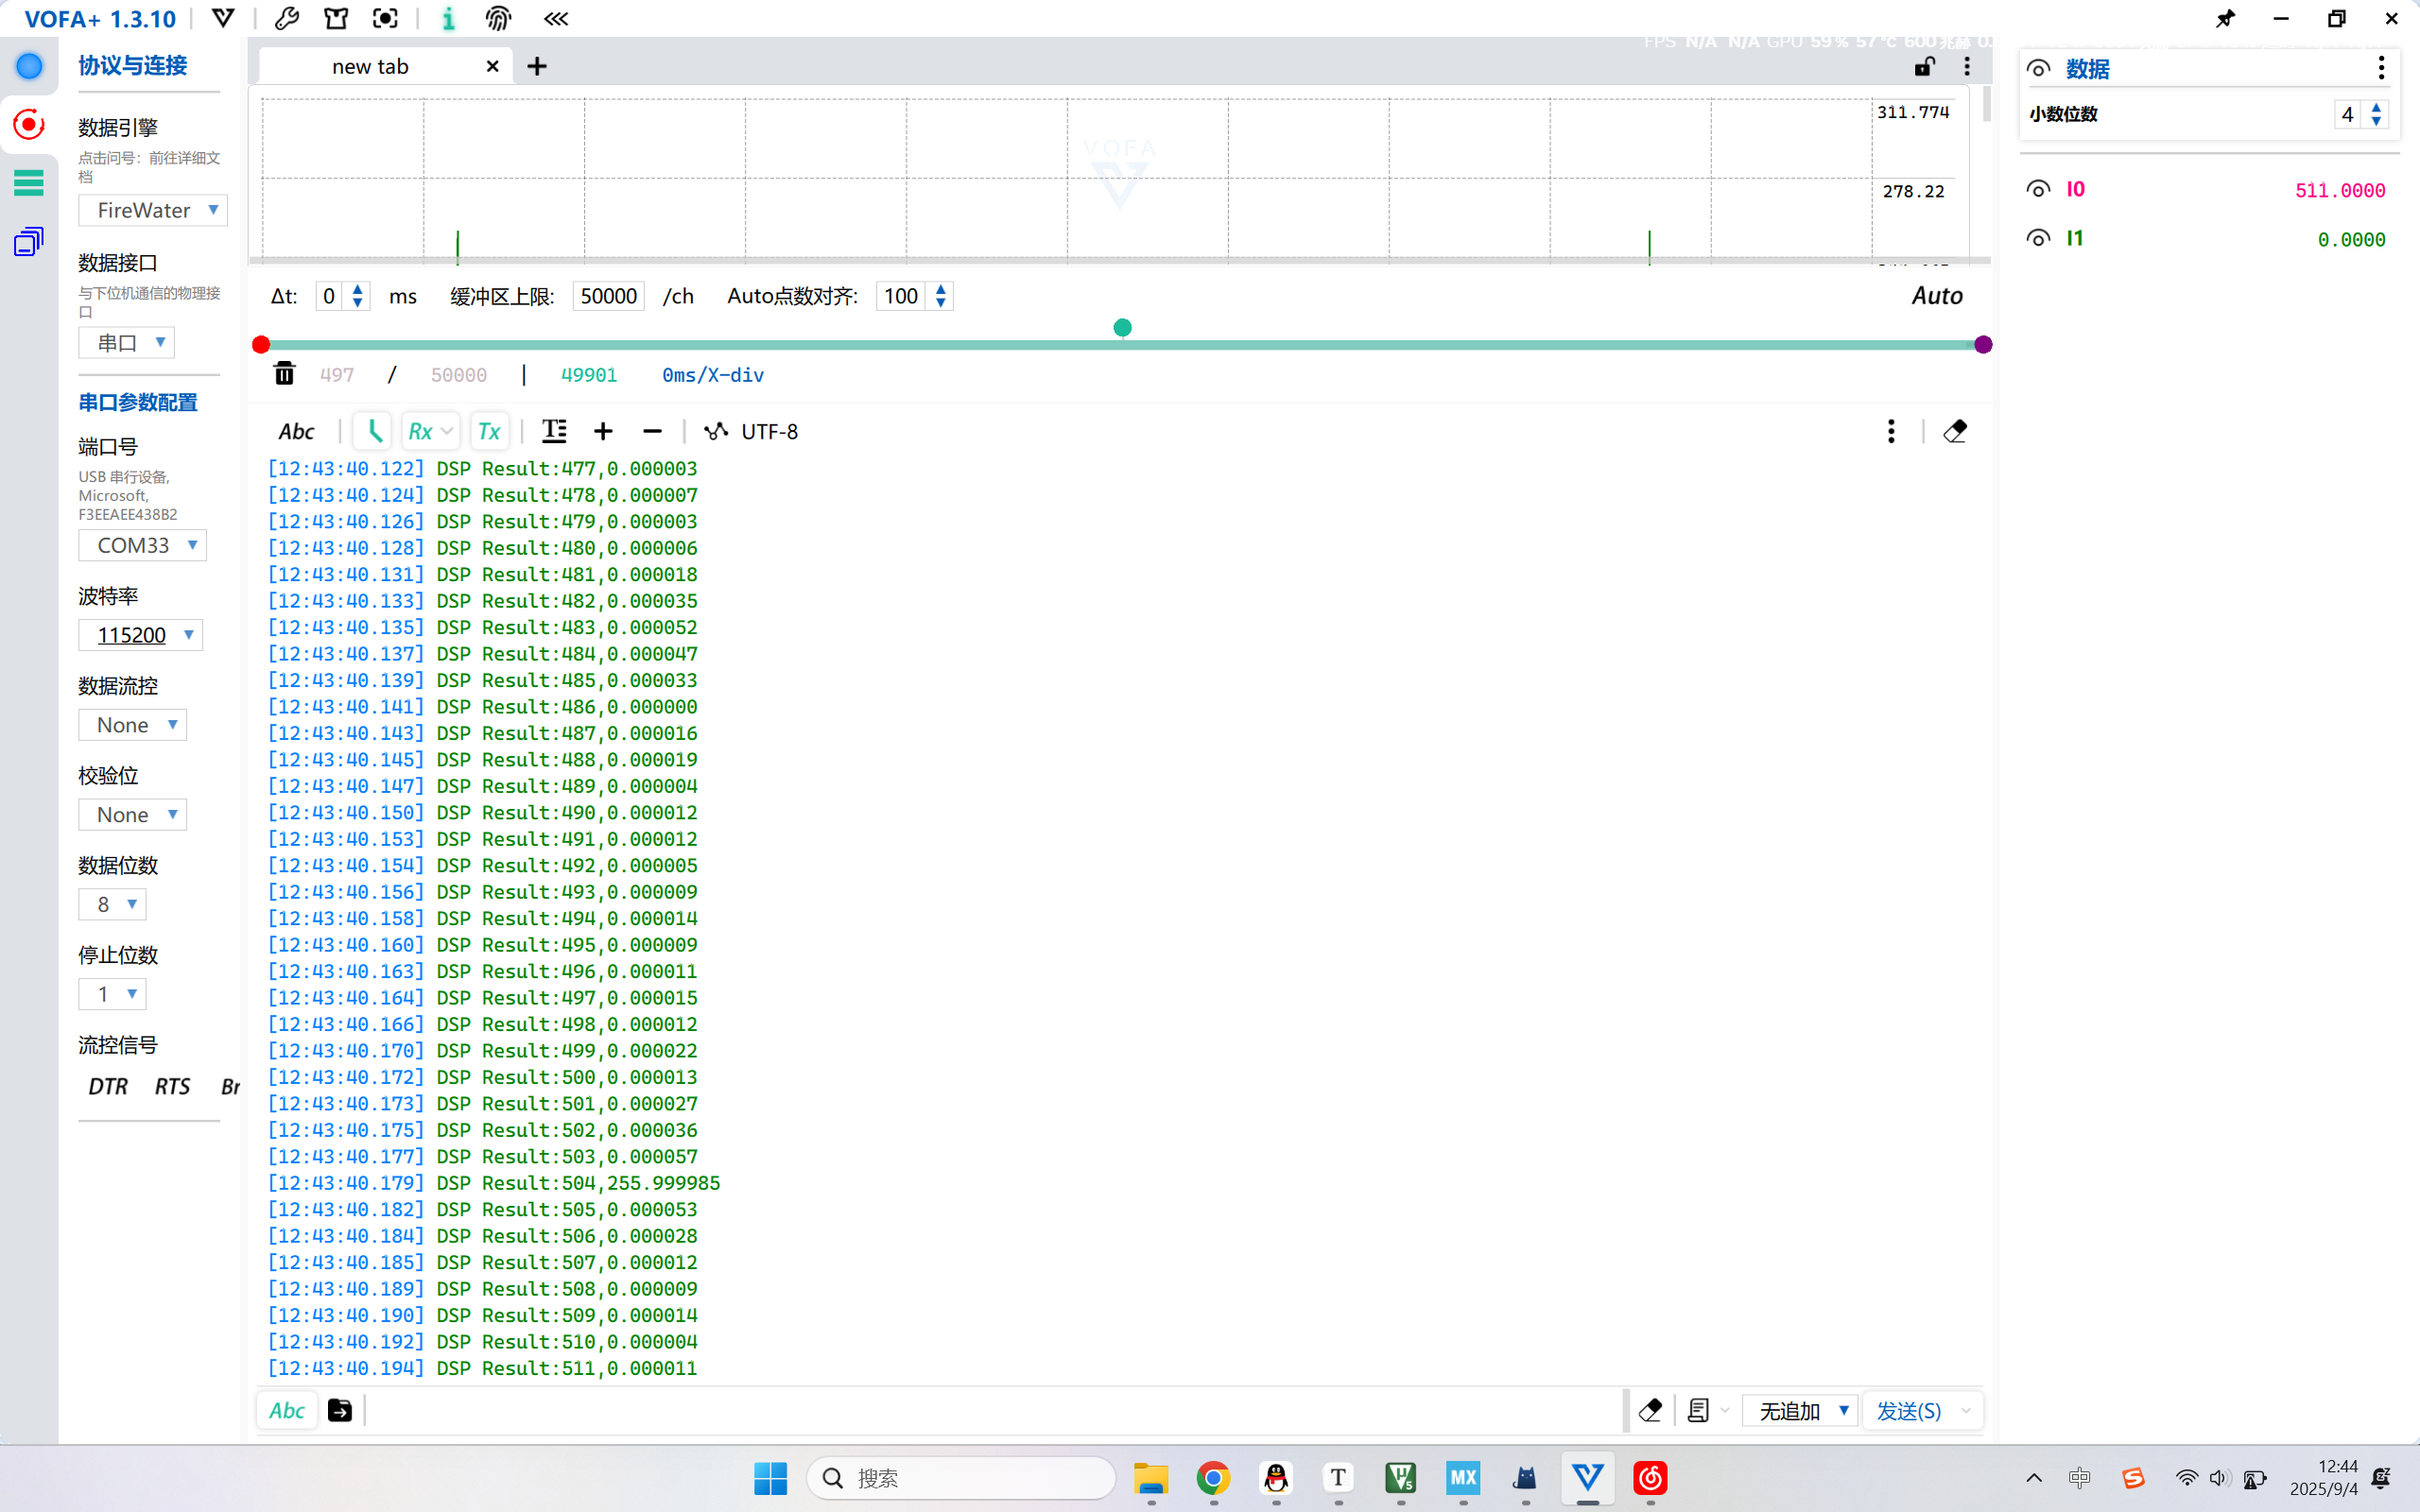 VOFA+ 1.3.10
FPS N/A N/A GPU 59% 57°C 600兆赫
协议与连接
数据引擎
点击问号：前往详细文
档
FireWater
数据接口
与下位机通信的物理接
口
串口
串口参数配置
端口号
USB 串行设备,
Microsoft,
F3EEAEE438B2
COM33
波特率
115200
数据流控
None
校验位
None
数据位数
8
停止位数
1
流控信号
DTR RTS Br
new tab
VOFA
311.774
278.22
Δt: 0 ms 缓冲区上限: 50000 /ch Auto点数对齐: 100 Auto
497 / 50000 | 49901 0ms/X-div
Abc Rx Tx UTF-8
[12:43:40.122] DSP Result:477,0.000003
[12:43:40.124] DSP Result:478,0.000007
[12:43:40.126] DSP Result:479,0.000003
[12:43:40.128] DSP Result:480,0.000006
[12:43:40.131] DSP Result:481,0.000018
[12:43:40.133] DSP Result:482,0.000035
[12:43:40.135] DSP Result:483,0.000052
[12:43:40.137] DSP Result:484,0.000047
[12:43:40.139] DSP Result:485,0.000033
[12:43:40.141] DSP Result:486,0.000000
[12:43:40.143] DSP Result:487,0.000016
[12:43:40.145] DSP Result:488,0.000019
[12:43:40.147] DSP Result:489,0.000004
[12:43:40.150] DSP Result:490,0.000012
[12:43:40.153] DSP Result:491,0.000012
[12:43:40.154] DSP Result:492,0.000005
[12:43:40.156] DSP Result:493,0.000009
[12:43:40.158] DSP Result:494,0.000014
[12:43:40.160] DSP Result:495,0.000009
[12:43:40.163] DSP Result:496,0.000011
[12:43:40.164] DSP Result:497,0.000015
[12:43:40.166] DSP Result:498,0.000012
[12:43:40.170] DSP Result:499,0.000022
[12:43:40.172] DSP Result:500,0.000013
[12:43:40.173] DSP Result:501,0.000027
[12:43:40.175] DSP Result:502,0.000036
[12:43:40.177] DSP Result:503,0.000057
[12:43:40.179] DSP Result:504,255.999985
[12:43:40.182] DSP Result:505,0.000053
[12:43:40.184] DSP Result:506,0.000028
[12:43:40.185] DSP Result:507,0.000012
[12:43:40.189] DSP Result:508,0.000009
[12:43:40.190] DSP Result:509,0.000014
[12:43:40.192] DSP Result:510,0.000004
[12:43:40.194] DSP Result:511,0.000011
Abc 无追加 发送(S)
数据
小数位数 4
I0 511.0000
I1 0.0000
搜索
T
μV5
MX
中
12:44
2025/9/4